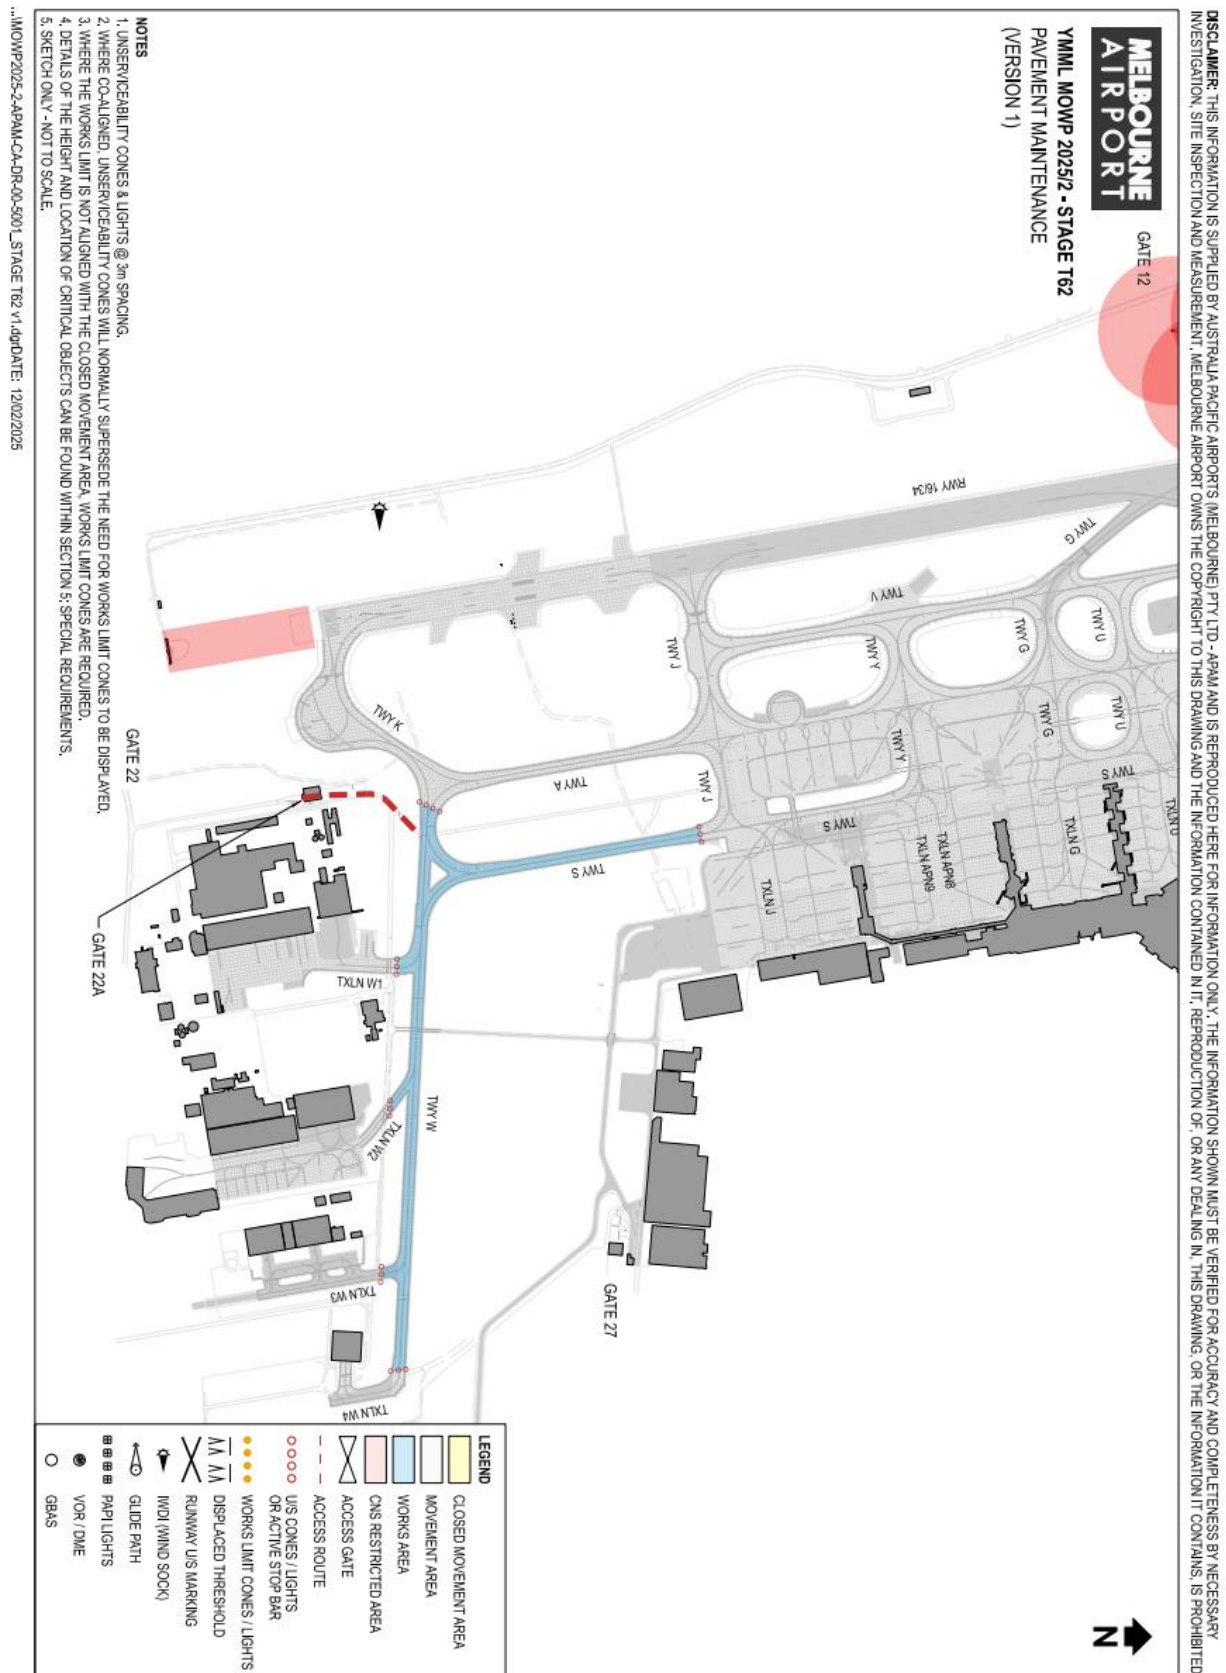 DISCLAIMER: THIS INFORMATION IS SUPPLIED BY AUSTRALIA PACIFIC AIRPORTS (MELBOURNE) PTY LTD - APAM AND IS REPRODUCED HERE FOR INFORMATION ONLY. THE INFORMATION SHOWN MUST BE VERIFIED FOR ACCURACY AND COMPLETENESS BY NECESSARY
INVESTIGATION, SITE INSPECTION AND MEASUREMENT. MELBOURNE AIRPORT OWNS THE COPYRIGHT TO THIS DRAWING AND THE INFORMATION CONTAINED IN IT. REPRODUCTION OF, OR ANY DEALING IN, THIS DRAWING, OR THE INFORMATION IT CONTAINS, IS PROHIBITED
MELBOURNE
AIRPORT
YMML MOWP 2025/2 - STAGE T62
PAVEMENT MAINTENANCE
(VERSION 1)
GATE 12
RWY 16/34
TWY G
TWY V
TWY U
TWY G
TWY Y
TWY J
TWY U
TWY G
TWY Y
TWY K
TWY A
TWY J
TWY S
TWY S
TWY S
TXLN U
TXLN G
TXLN APN8
TXLN APN9
TXLN J
GATE 22
GATE 22A
TXLN W1
TWY W
TXLN W2
TXLN W3
TXLN W4
GATE 27
N
NOTES
1. UNSERVICEABILITY CONES & LIGHTS @ 3m SPACING.
2. WHERE CO-ALIGNED, UNSERVICEABILITY CONES WILL NORMALLY SUPERSEDE THE NEED FOR WORKS LIMIT CONES TO BE DISPLAYED.
3. WHERE THE WORKS LIMIT IS NOT ALIGNED WITH THE CLOSED MOVEMENT AREA, WORKS LIMIT CONES ARE REQUIRED.
4. DETAILS OF THE HEIGHT AND LOCATION OF CRITICAL OBJECTS CAN BE FOUND WITHIN SECTION 5; SPECIAL REQUIREMENTS.
5. SKETCH ONLY - NOT TO SCALE.
LEGEND
CLOSED MOVEMENT AREA
MOVEMENT AREA
WORKS AREA
CNS RESTRICTED AREA
ACCESS GATE
ACCESS ROUTE
U/S CONES / LIGHTS
OR ACTIVE STOP BAR
WORKS LIMIT CONES / LIGHTS
DISPLACED THRESHOLD
RUNWAY U/S MARKING
IWDI (WIND SOCK)
GLIDE PATH
PAPI LIGHTS
VOR / DME
GBAS
...\MOWP2025-2-APAM-CA-DR-00-5001_STAGE T62 v1.dgnDATE: 12/02/2025